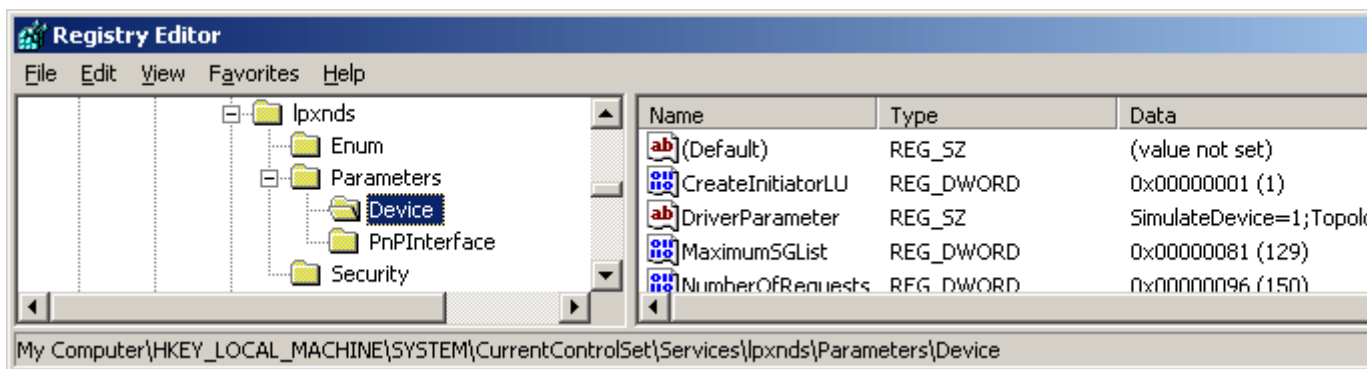 Registry Editor
File Edit View Favorites Help
lpxnds
Enum
Parameters
Device
PnPInterface
Security
Name Type Data
(Default) REG_SZ (value not set)
CreateInitiatorLU REG_DWORD 0x00000001 (1)
DriverParameter REG_SZ SimulateDevice=1;Topolo
MaximumSGList REG_DWORD 0x00000081 (129)
NumberOfRequests REG_DWORD 0x00000096 (150)
My Computer\HKEY_LOCAL_MACHINE\SYSTEM\CurrentControlSet\Services\lpxnds\Parameters\Device